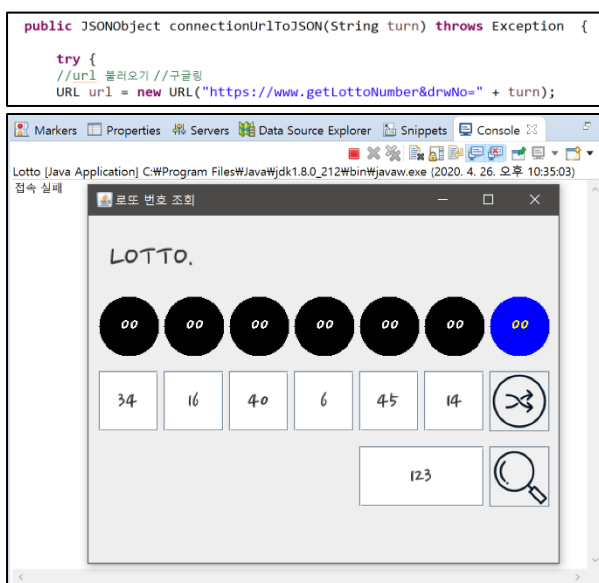 public JSONObject connectionUrlToJSON(String turn) throws Exception {
try {
//url 불러오기 //구글링
URL url = new URL("https://www.getLottoNumber&drwNo=" + turn);
Markers Properties Servers Data Source Explorer Snippets Console
Lotto [Java Application] C:₩Program Files₩Java₩jdk1.8.0_212₩bin₩javaw.exe (2020. 4. 26. 오후 10:35:03)
접속 실패
로또 번호 조회
LOTTO.
00 00 00 00 00 00 00
34 16 40 6 45 14
123